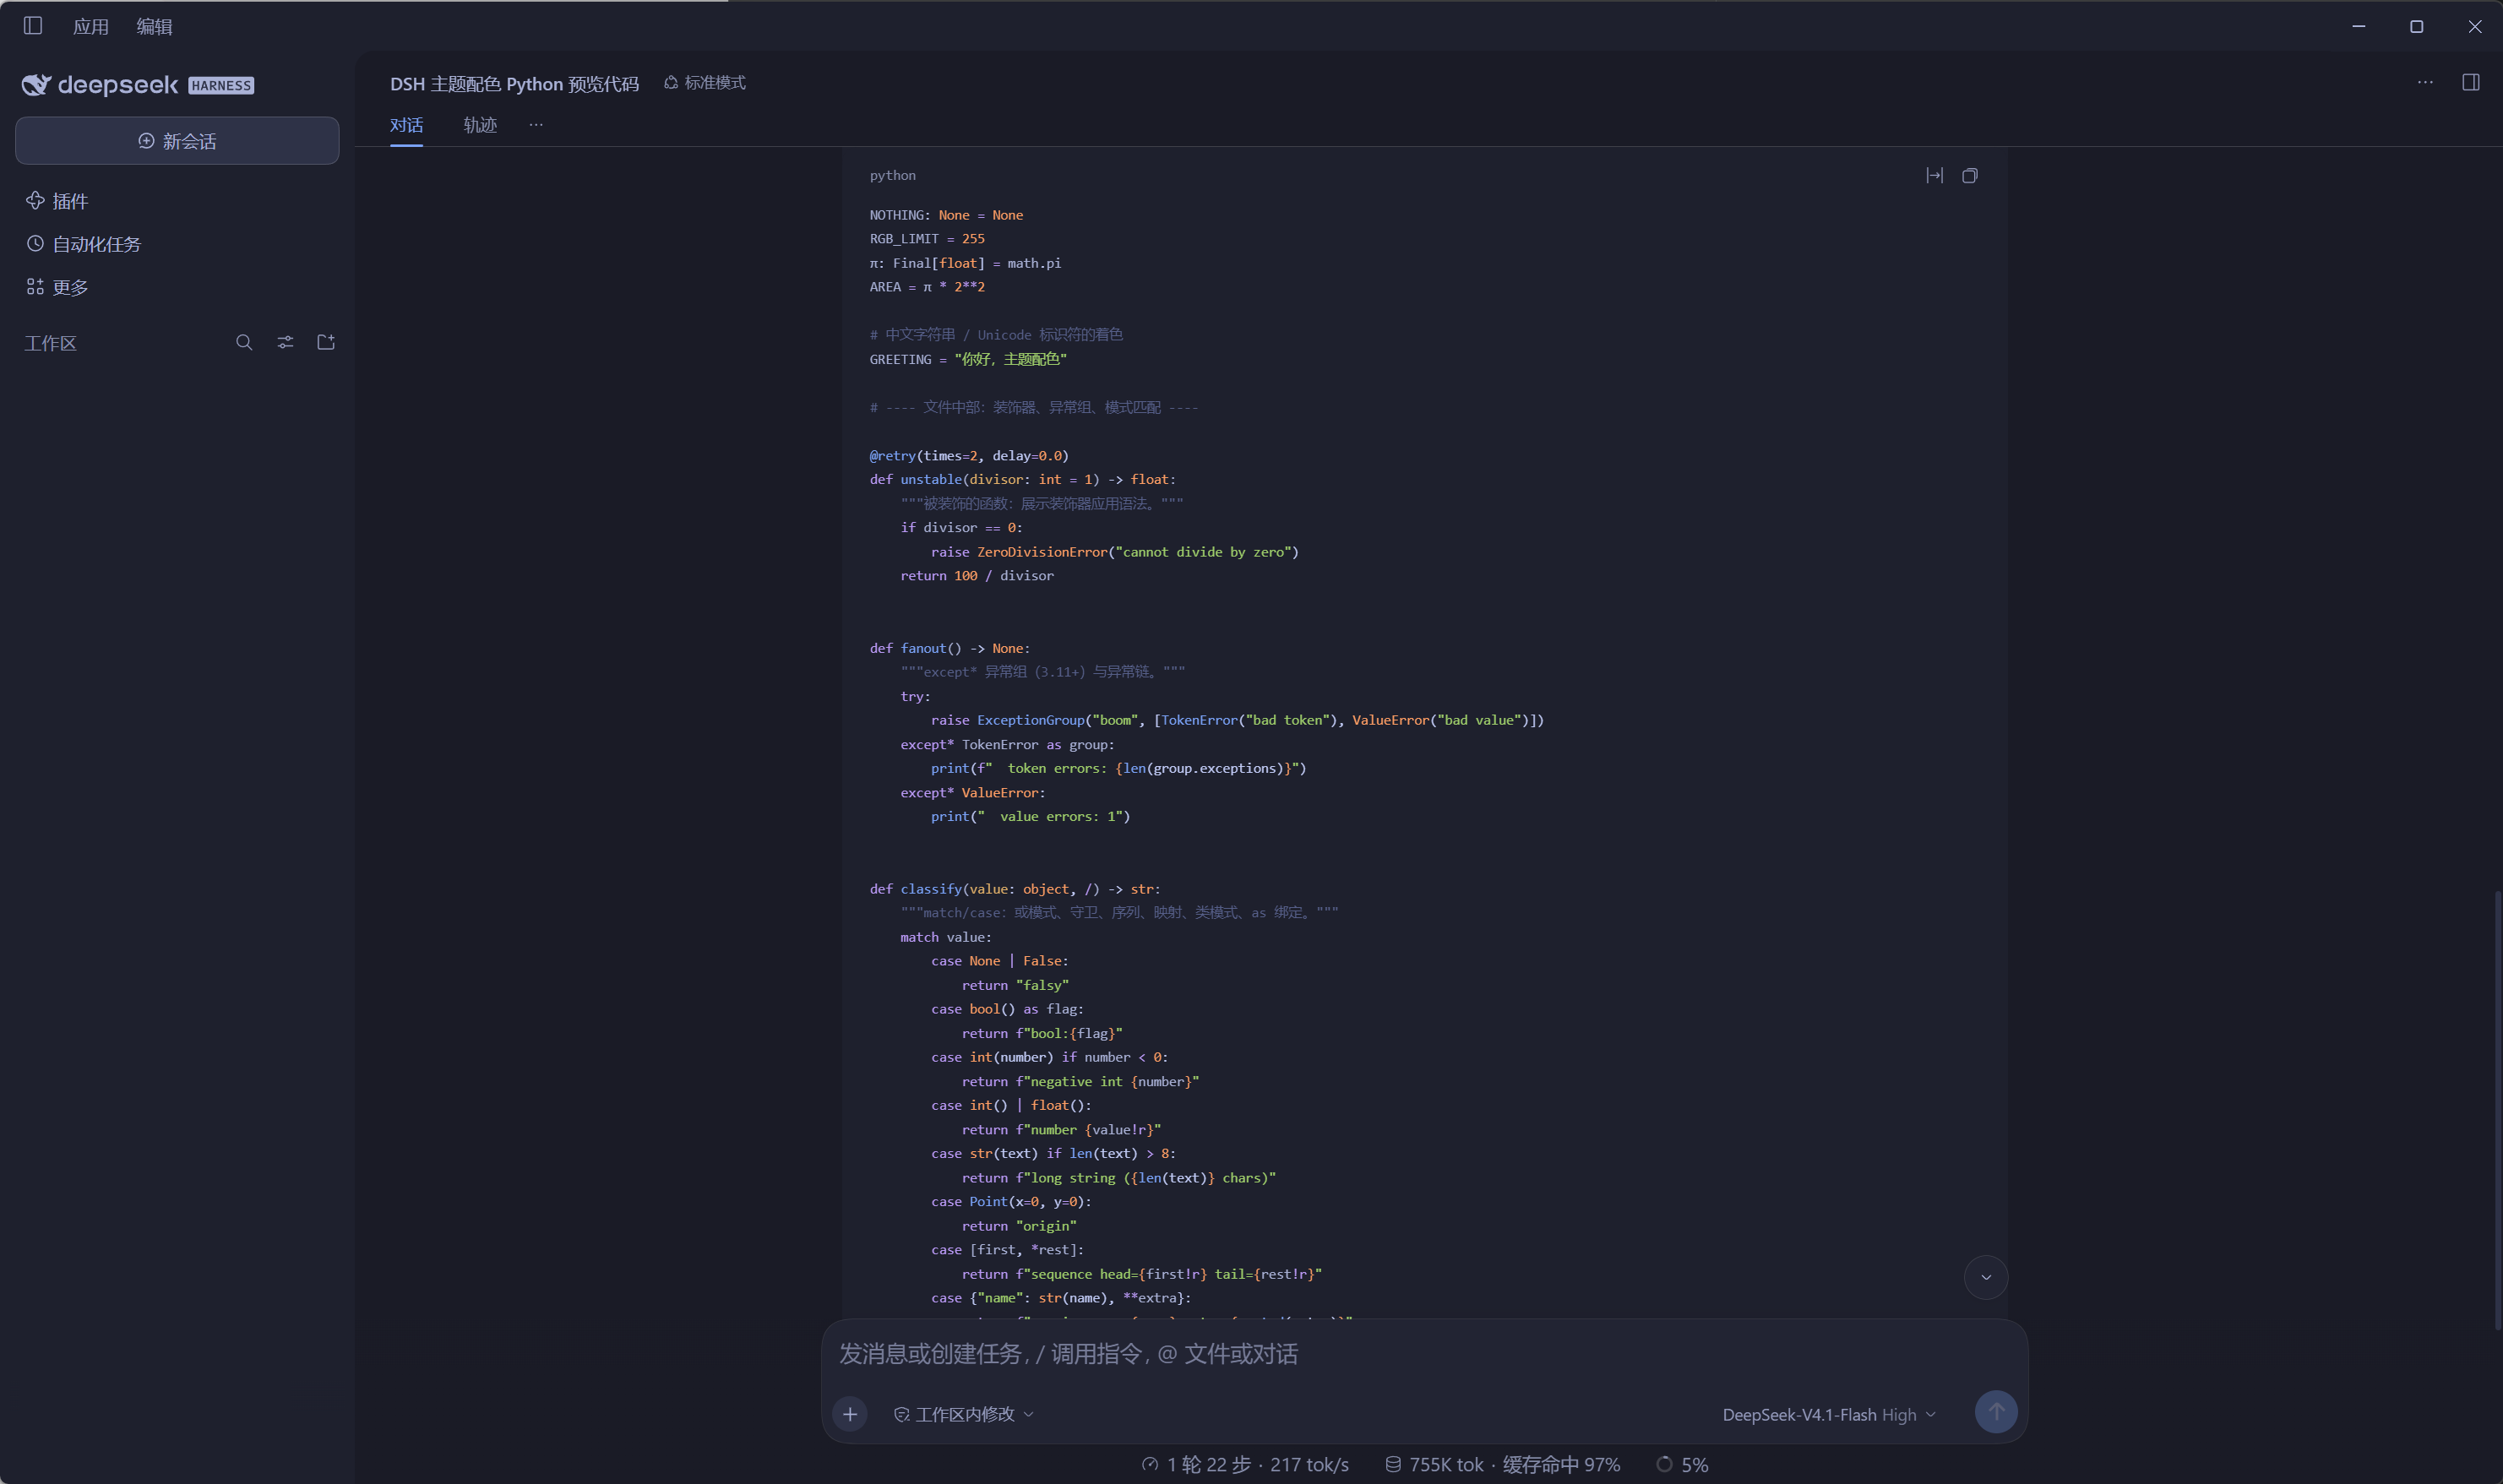 应用 编辑
deepseek HARNESS
新会话
插件
自动化任务
更多
工作区
DSH 主题配色 Python 预览代码 标准模式
对话 轨迹 ···
python
NOTHING: None = None
RGB_LIMIT = 255
π: Final[float] = math.pi
AREA = π * 2**2
# 中文字符串 / Unicode 标识符的着色
GREETING = "你好，主题配色"
# ---- 文件中部：装饰器、异常组、模式匹配 ----
@retry(times=2, delay=0.0)
def unstable(divisor: int = 1) -> float:
    """被装饰的函数：展示装饰器应用语法。"""
    if divisor == 0:
        raise ZeroDivisionError("cannot divide by zero")
    return 100 / divisor
def fanout() -> None:
    """except* 异常组（3.11+）与异常链。"""
    try:
        raise ExceptionGroup("boom", [TokenError("bad token"), ValueError("bad value")])
    except* TokenError as group:
        print(f"  token errors: {len(group.exceptions)}")
    except* ValueError:
        print("  value errors: 1")
def classify(value: object, /) -> str:
    """match/case：或模式、守卫、序列、映射、类模式、as 绑定。"""
    match value:
        case None | False:
            return "falsy"
        case bool() as flag:
            return f"bool:{flag}"
        case int(number) if number < 0:
            return f"negative int {number}"
        case int() | float():
            return f"number {value!r}"
        case str(text) if len(text) > 8:
            return f"long string ({len(text)} chars)"
        case Point(x=0, y=0):
            return "origin"
        case [first, *rest]:
            return f"sequence head={first!r} tail={rest!r}"
        case {"name": str(name), **extra}:
发消息或创建任务, / 调用指令, @ 文件或对话
工作区内修改
DeepSeek-V4.1-Flash High
1 轮 22 步 · 217 tok/s 755K tok · 缓存命中 97% 5%